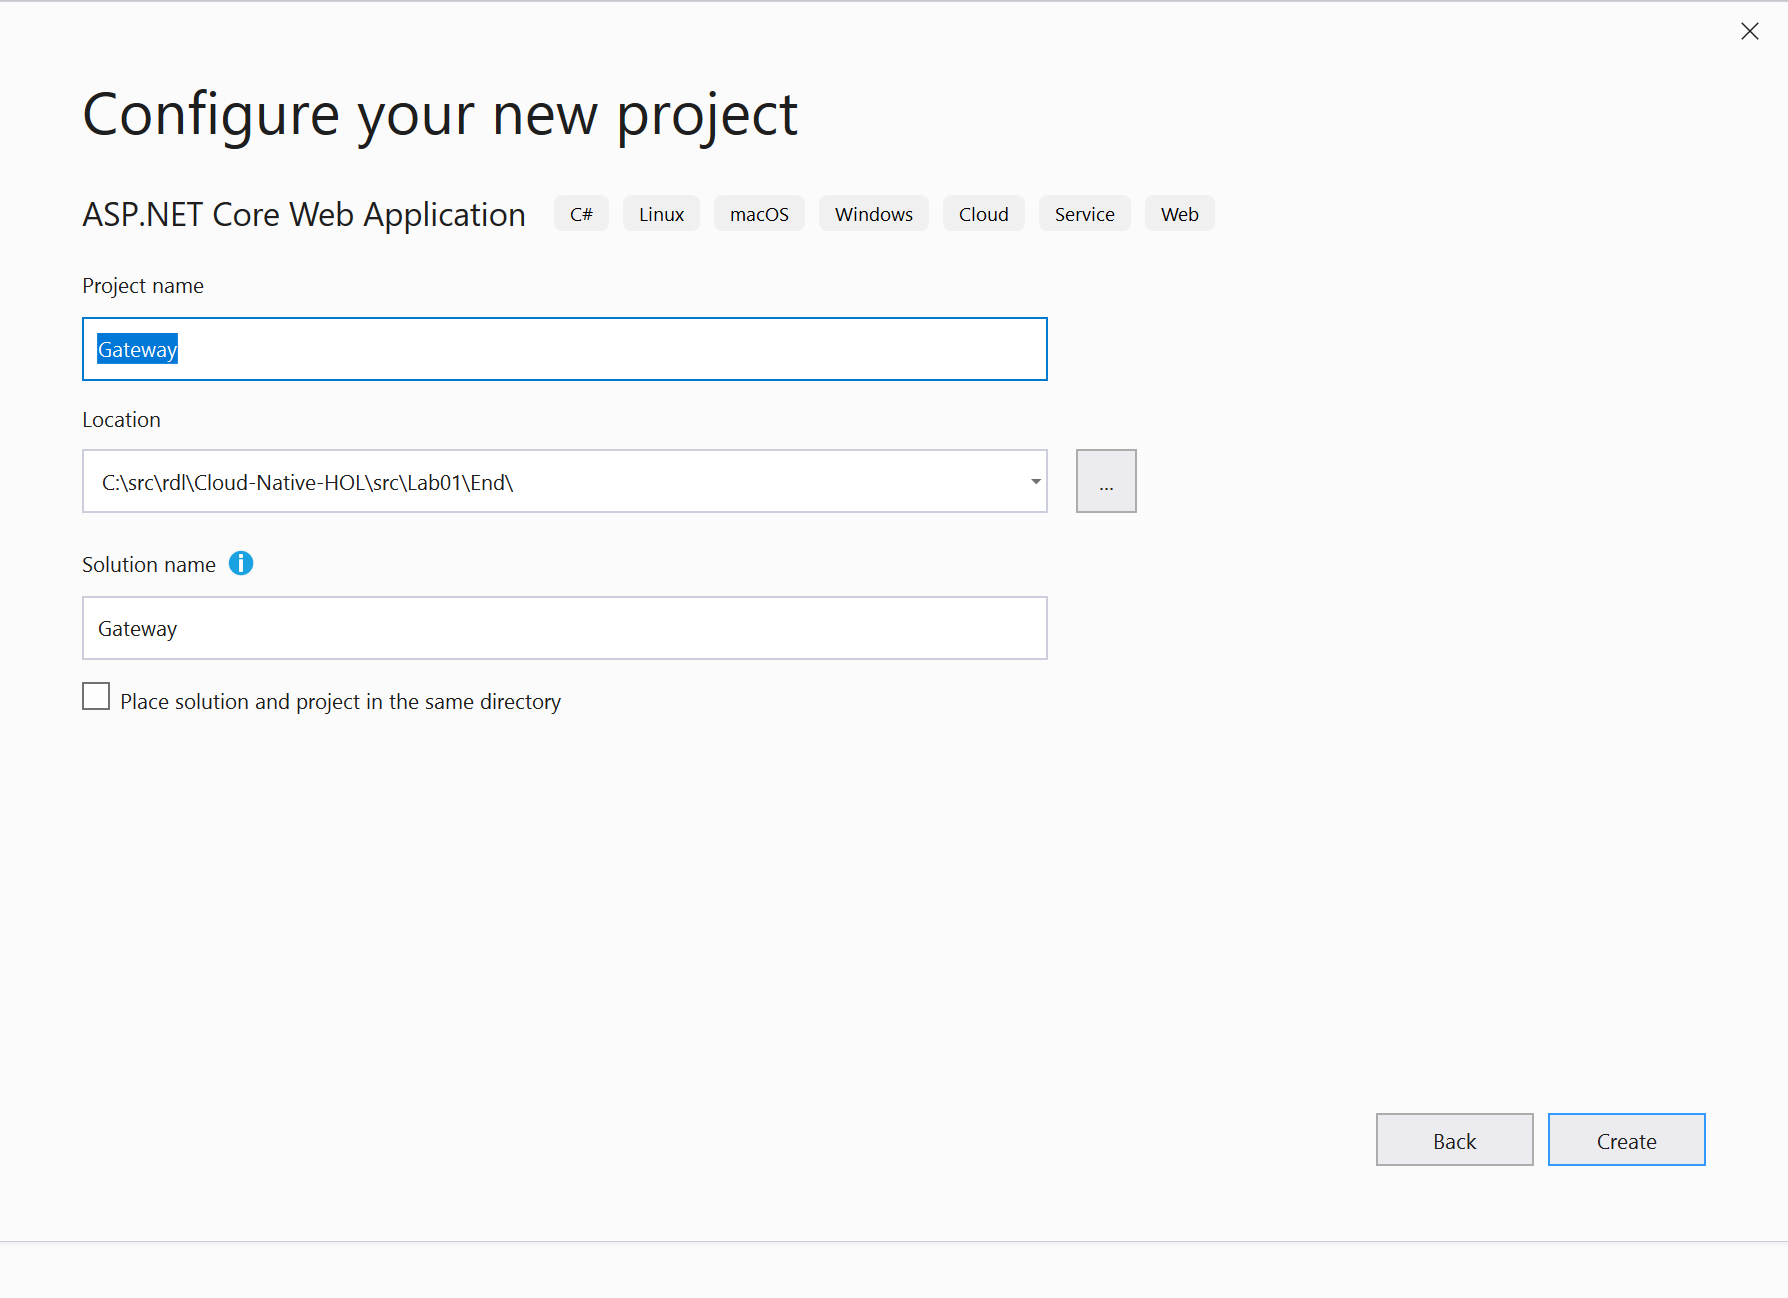 Configure your new project
ASP.NET Core Web Application C# Linux macOS Windows Cloud Service Web
Project name
Gateway
Location
C:\src\rdl\Cloud-Native-HOL\src\Lab01\End\
...
Solution name
Gateway
Place solution and project in the same directory
Back Create